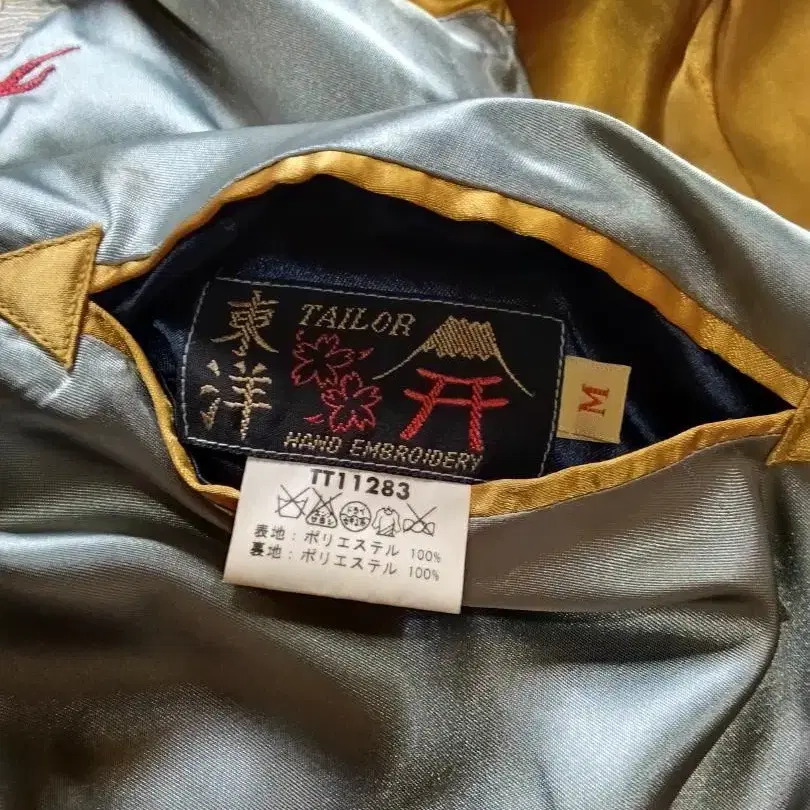 東洋
TAILOR
HAND EMBROIDERY
M
TT11283
表地 : ポリエステル 100%
裏地 : ポリエステル 100%